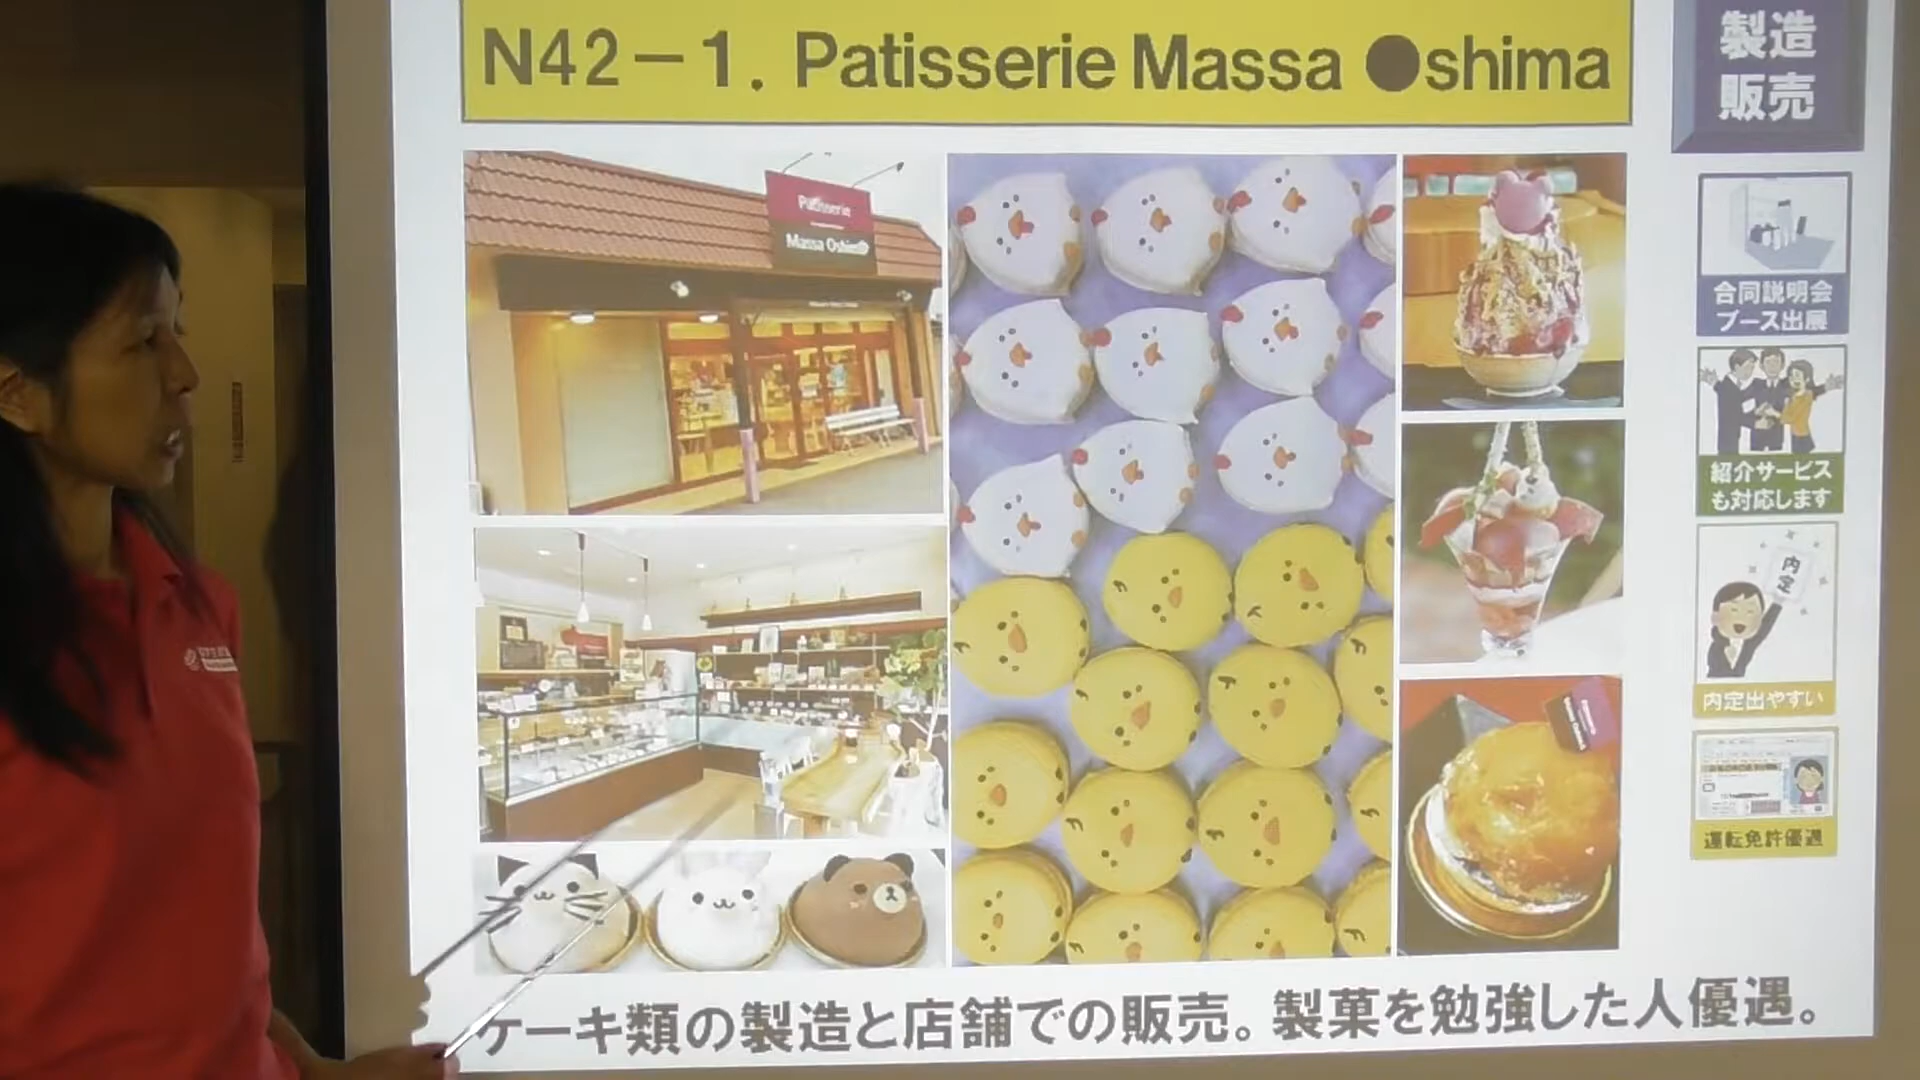 N42－1. Patisserie Massa ●shima
製造
販売
Patisserie
Massa Oshima
合同説明会
ブース出展
紹介サービス
も対応します
内定
内定出やすい
運転免許優遇
ケーキ類の製造と店舗での販売。製菓を勉強した人優遇。